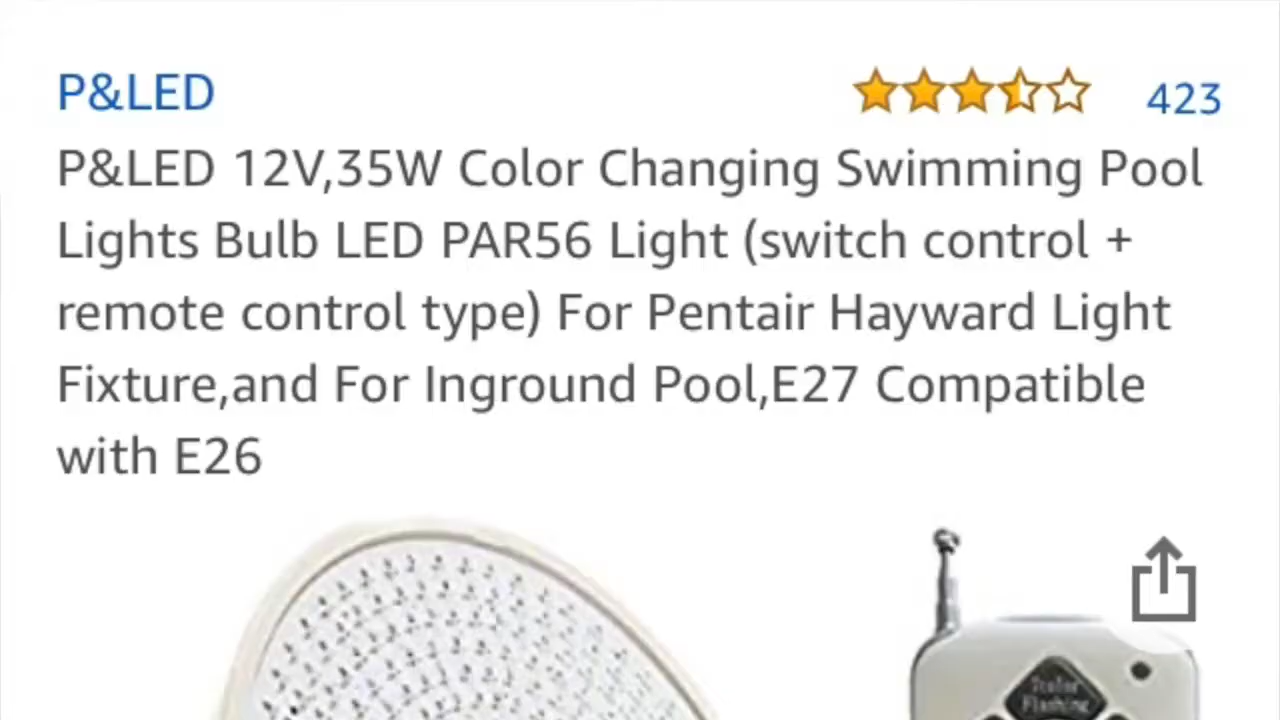 P&LED 423
P&LED 12V,35W Color Changing Swimming Pool
Lights Bulb LED PAR56 Light (switch control +
remote control type) For Pentair Hayward Light
Fixture,and For Inground Pool,E27 Compatible
with E26
Flashing